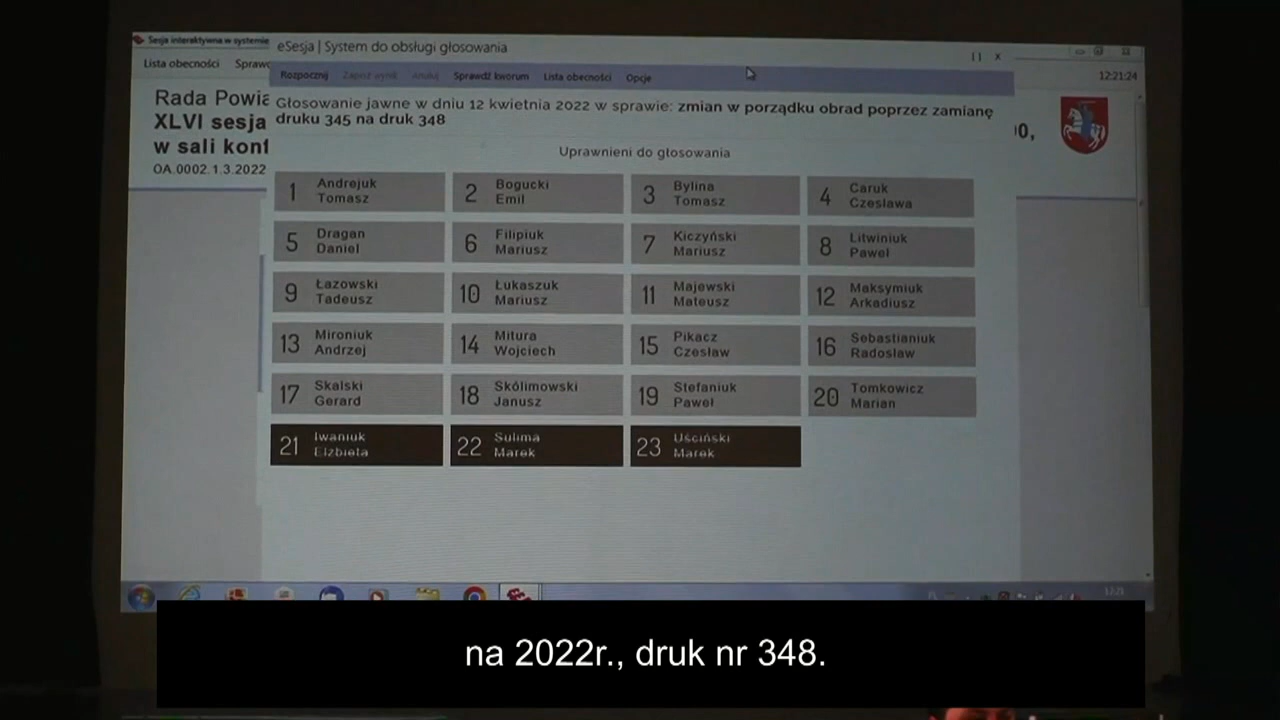 Sesja interaktywna w systemie
eSesja | System do obsługi głosowania
Lista obecności
Rozpocznij Zapisz wynik Anuluj Sprawdź kworum Lista obecności Opcje
12:21:24
Rada Powia
XLVI sesja
w sali konf
OA.0002.1.3.2022
Głosowanie jawne w dniu 12 kwietnia 2022 w sprawie: zmian w porządku obrad poprzez zamianę
druku 345 na druk 348
Uprawnieni do głosowania
1 Andrejuk Tomasz
2 Bogucki Emil
3 Bylina Tomasz
4 Caruk Czesława
5 Dragan Daniel
6 Filipiuk Mariusz
7 Kiczyński Mariusz
8 Litwiniuk Paweł
9 Łazowski Tadeusz
10 Łukaszuk Mariusz
11 Majewski Mateusz
12 Maksymiuk Arkadiusz
13 Mironiuk Andrzej
14 Mitura Wojciech
15 Pikacz Czesław
16 Sebastianiuk Radosław
17 Skalski Gerard
18 Skólimowski Janusz
19 Stefaniuk Paweł
20 Tomkowicz Marian
21 Iwaniuk Elżbieta
22 Sulima Marek
23 Uściński Marek
na 2022r., druk nr 348.